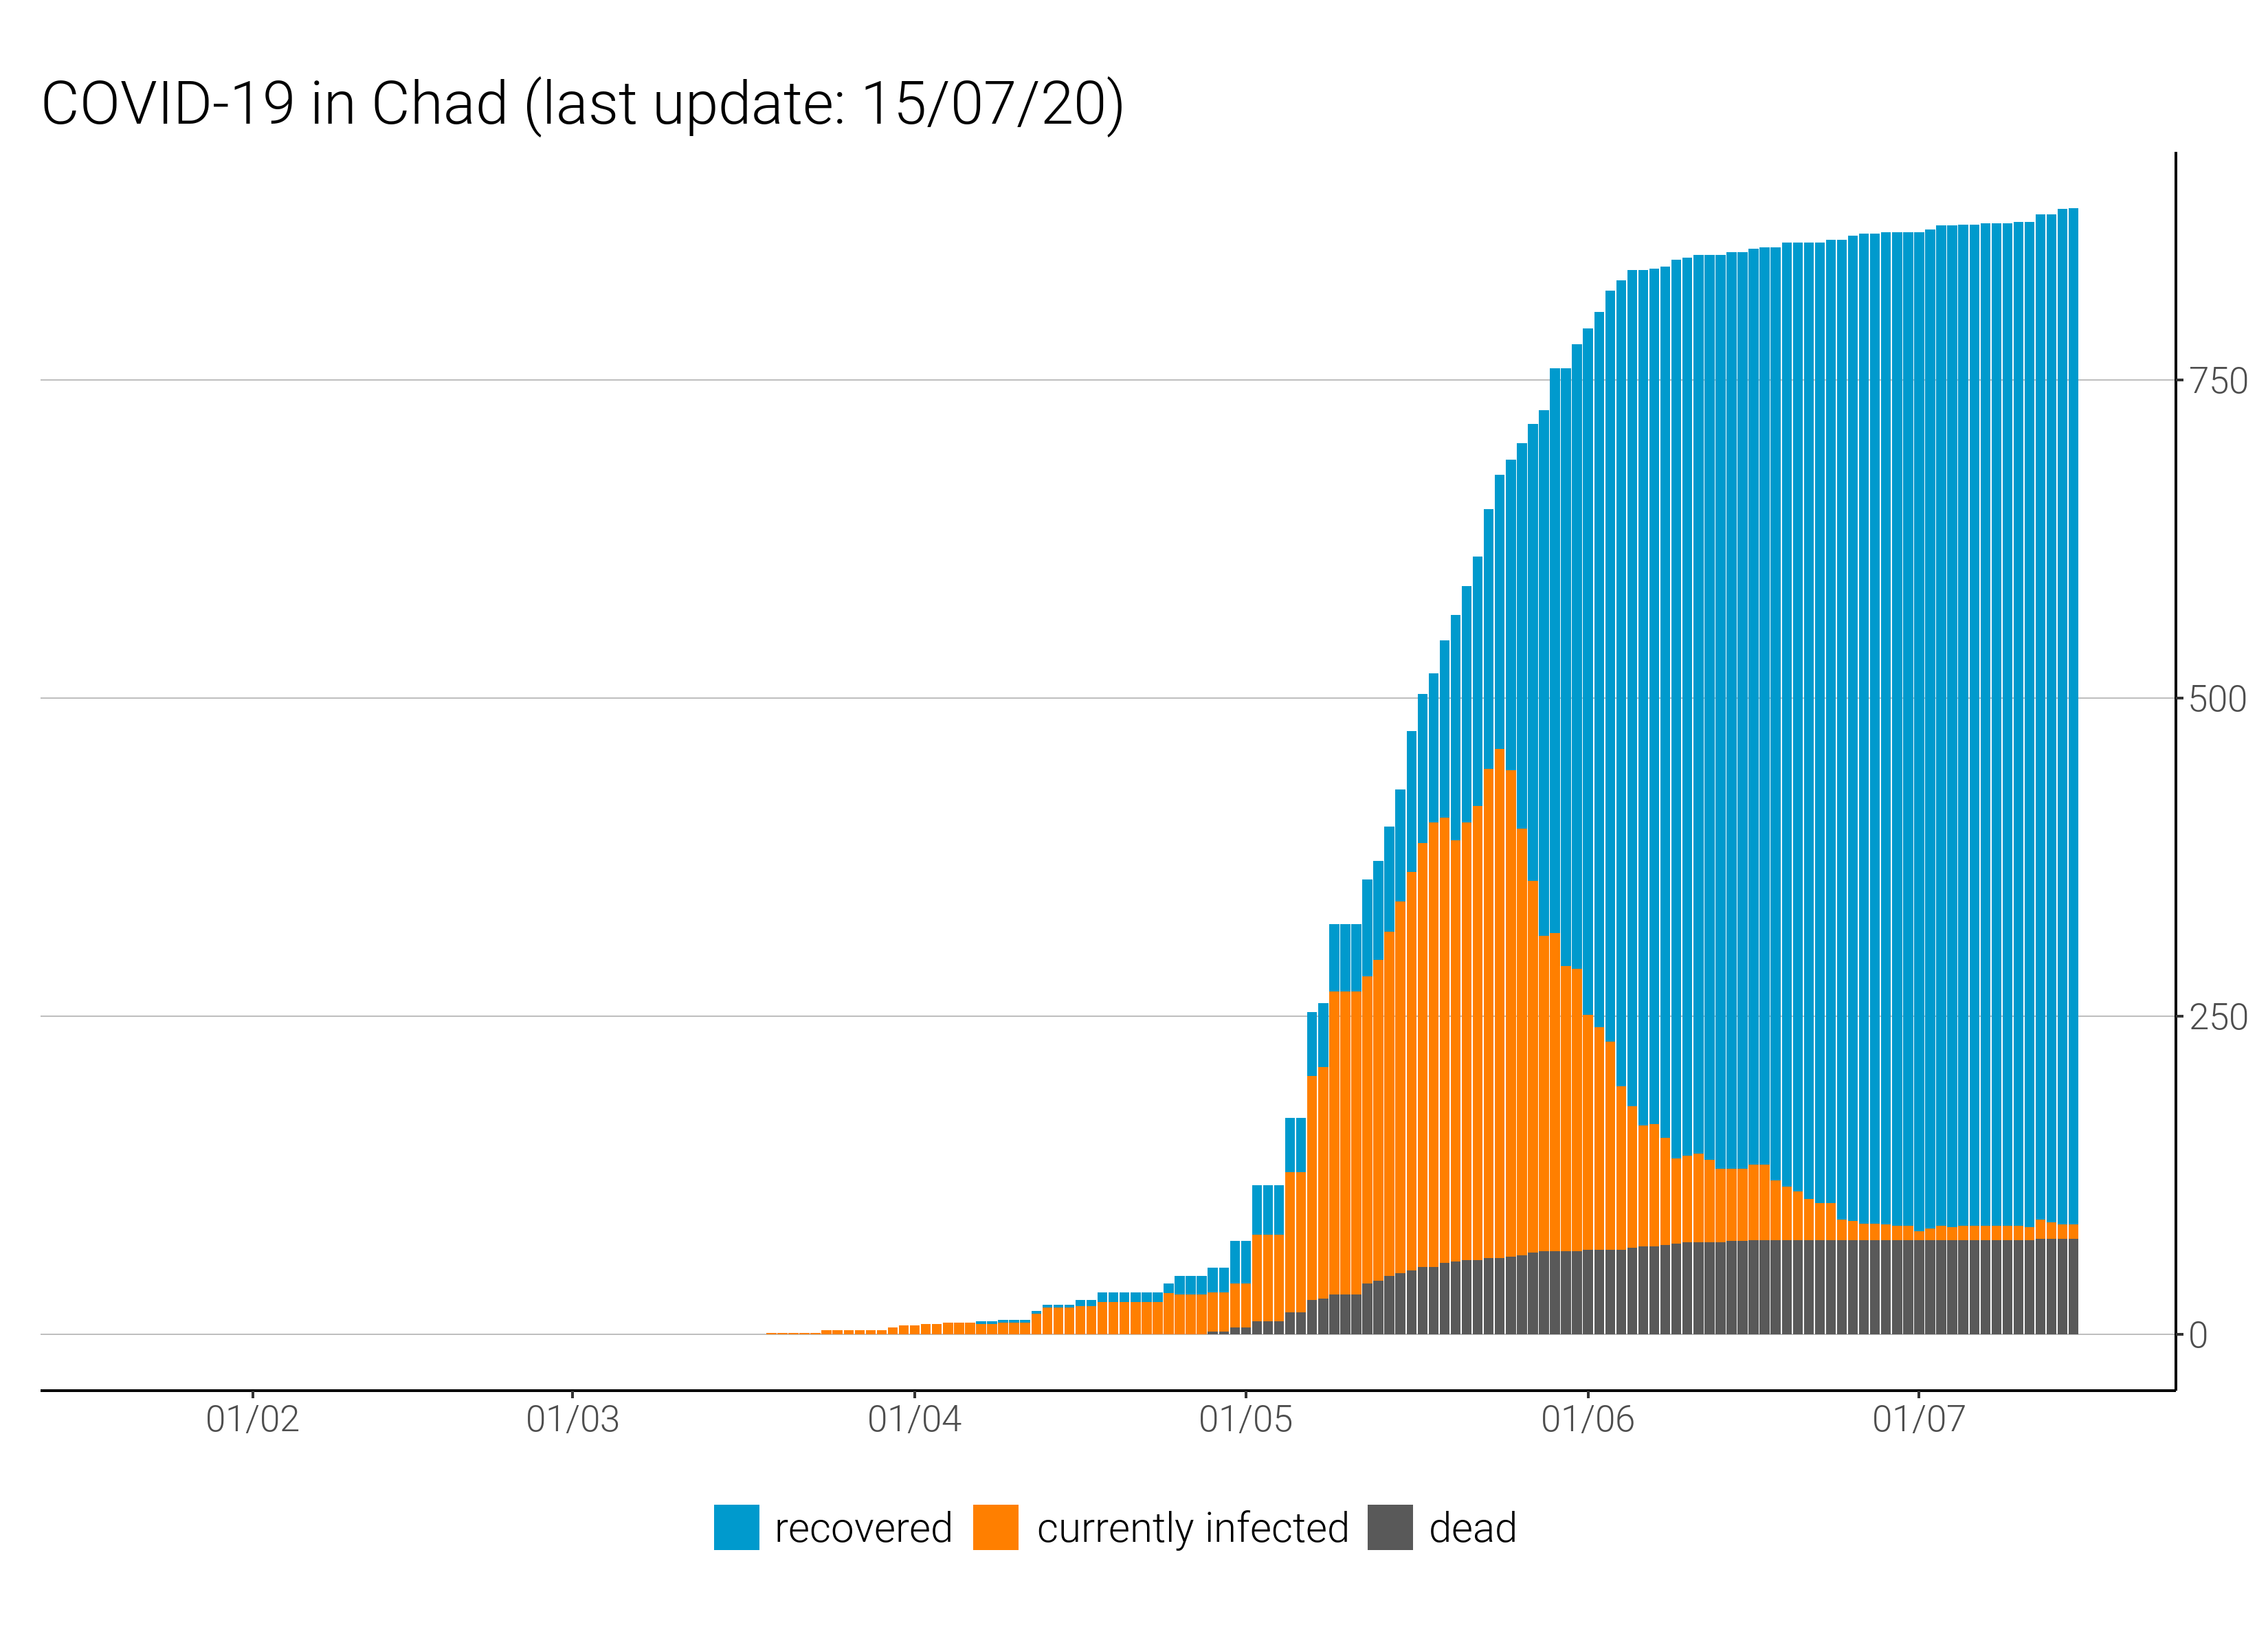 COVID-19 in Chad (last update: 15/07/20)
750
500
250
0
01/02 01/03 01/04 01/05 01/06 01/07
recovered currently infected dead